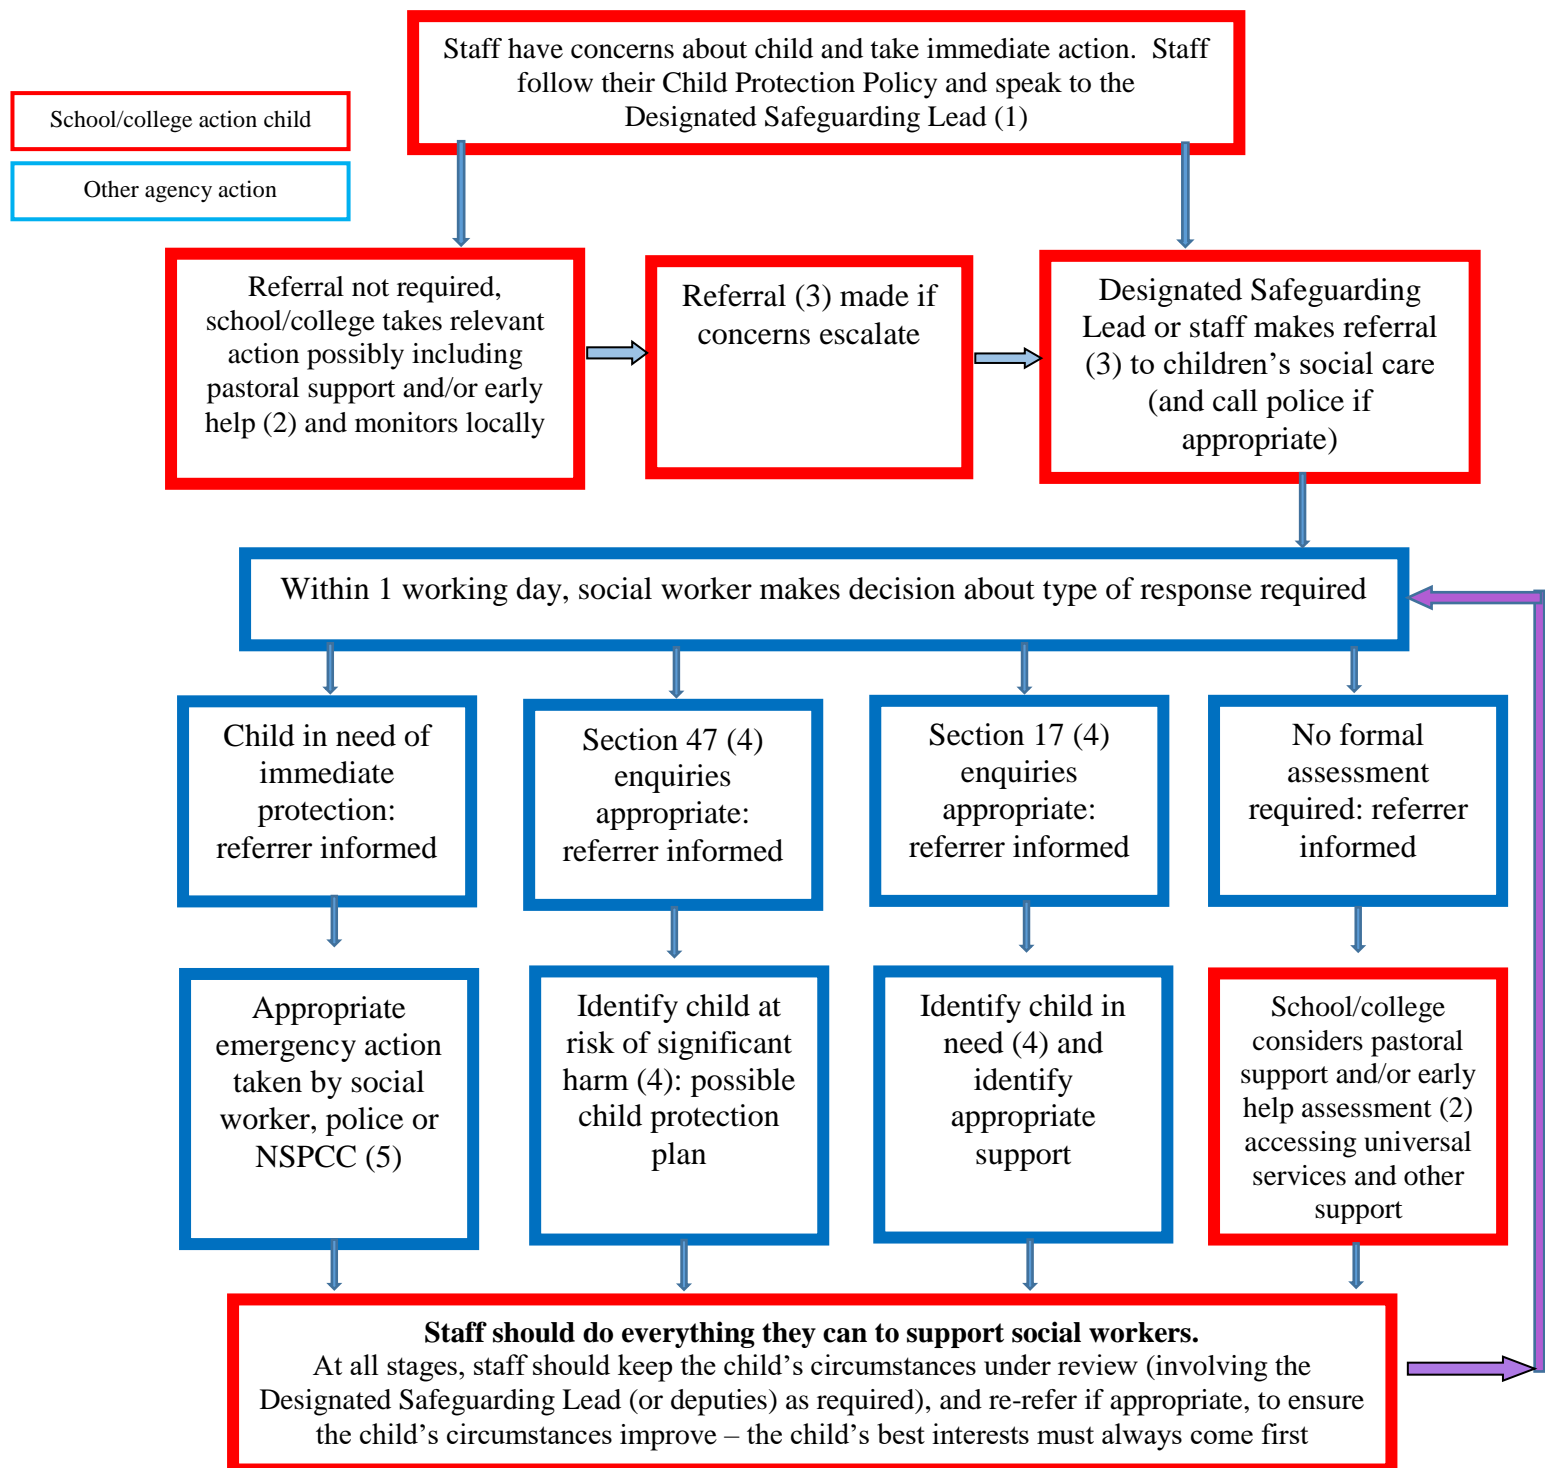 Staff have concerns about child and take immediate action.  Staff
follow their Child Protection Policy and speak to the
Designated Safeguarding Lead (1)
School/college action child
Other agency action
Referral not required,
school/college takes relevant
action possibly including
pastoral support and/or early
help (2) and monitors locally
Referral (3) made if
concerns escalate
Designated Safeguarding
Lead or staff makes referral
(3) to children’s social care
(and call police if
appropriate)
Within 1 working day, social worker makes decision about type of response required
Child in need of
immediate
protection:
referrer informed
Section 47 (4)
enquiries
appropriate:
referrer informed
Section 17 (4)
enquiries
appropriate:
referrer informed
No formal
assessment
required: referrer
informed
Appropriate
emergency action
taken by social
worker, police or
NSPCC (5)
Identify child at
risk of significant
harm (4): possible
child protection
plan
Identify child in
need (4) and
identify
appropriate
support
School/college
considers pastoral
support and/or early
help assessment (2)
accessing universal
services and other
support
Staff should do everything they can to support social workers.
At all stages, staff should keep the child’s circumstances under review (involving the
Designated Safeguarding Lead (or deputies) as required), and re-refer if appropriate, to ensure
the child’s circumstances improve – the child’s best interests must always come first